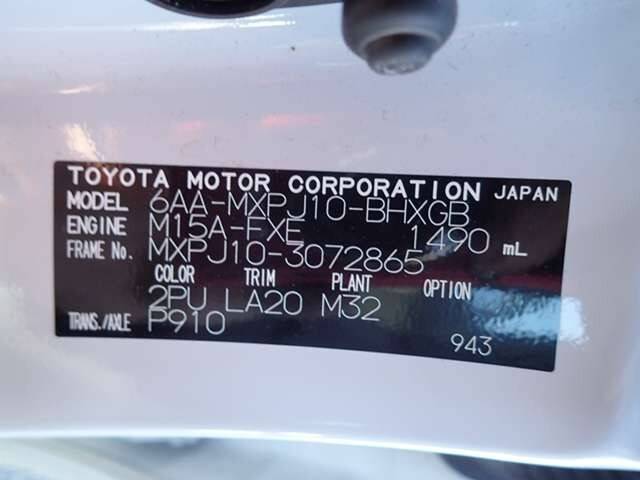 TOYOTA MOTOR CORPORATION JAPAN
MODEL 6AA-MXPJ10-BHXGB
ENGINE M15A-FXE 1490 mL
FRAME No. MXPJ10-3072865
COLOR TRIM PLANT OPTION
2PU LA20 M32
TRANS./AXLE P910
943